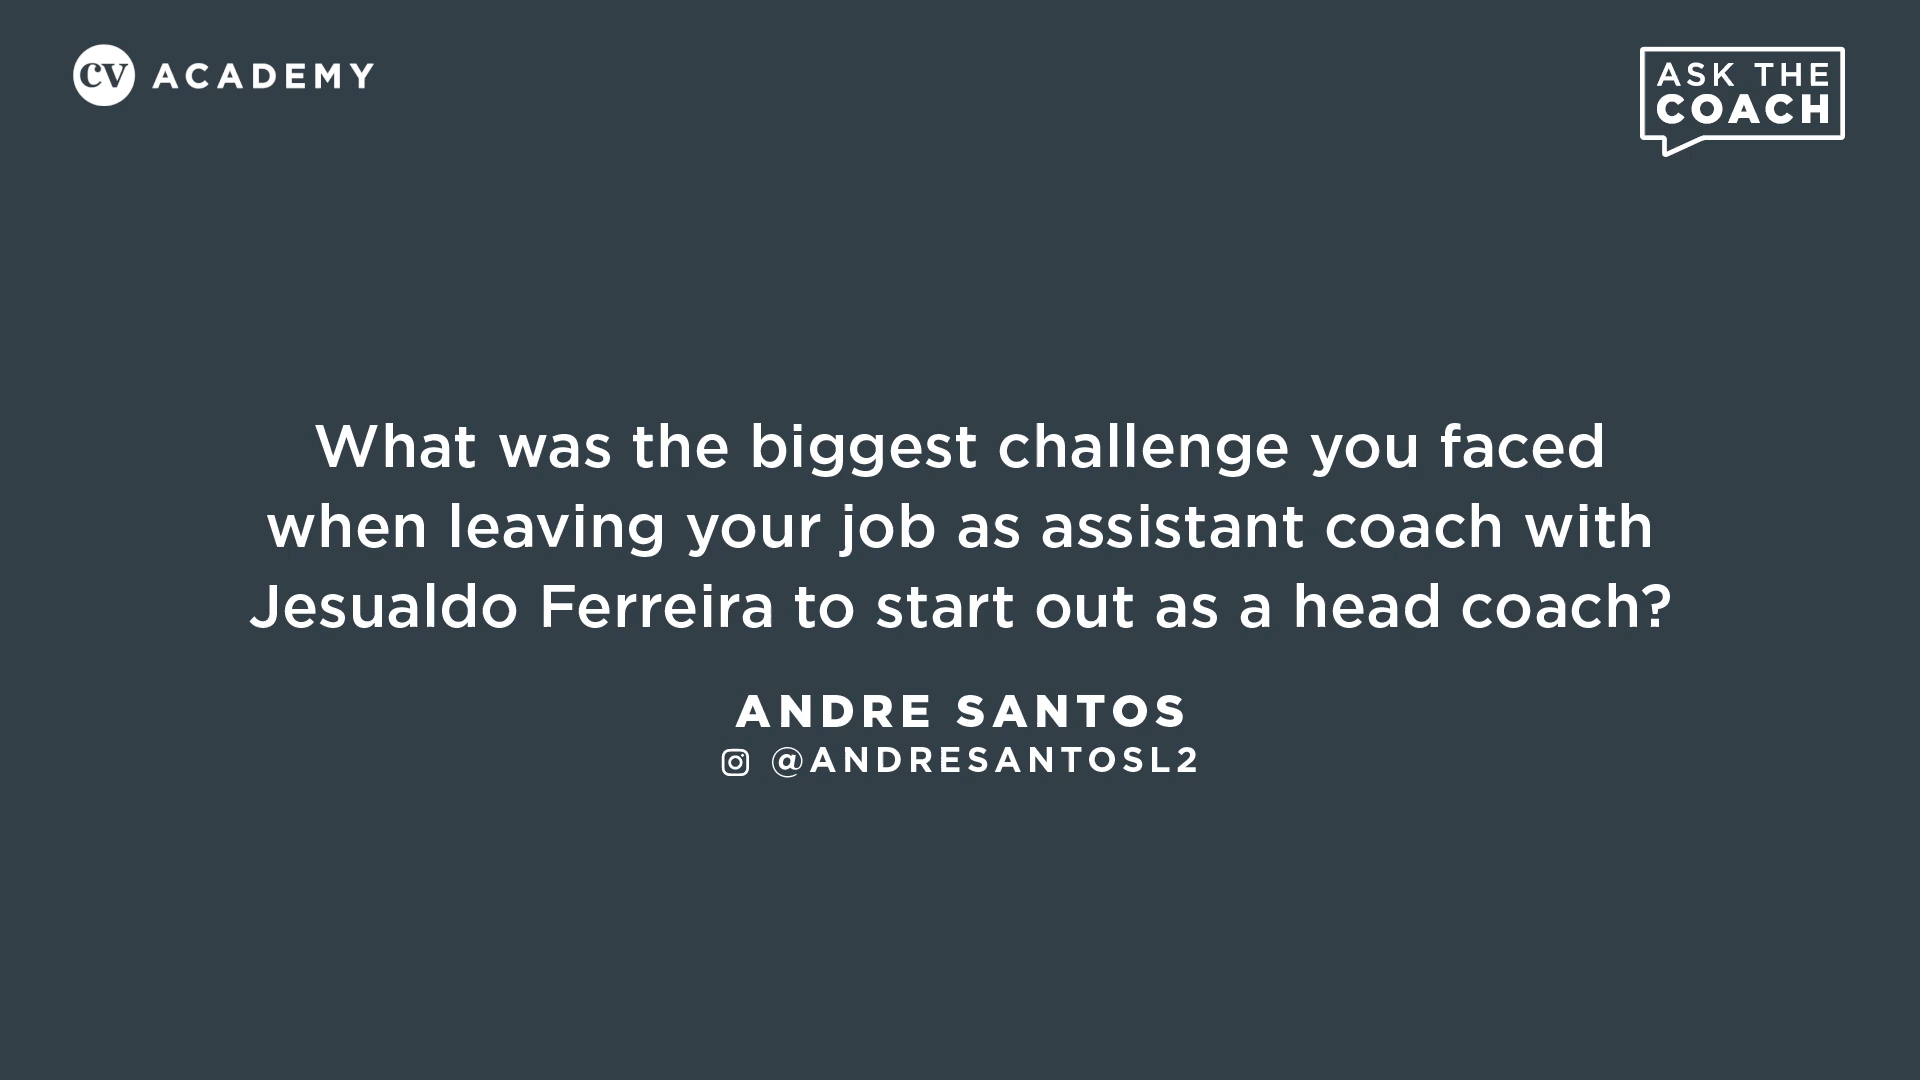 CV ACADEMY
ASK THE
COACH
What was the biggest challenge you faced
when leaving your job as assistant coach with
Jesualdo Ferreira to start out as a head coach?
ANDRE SANTOS
@ANDRESANTOSL2